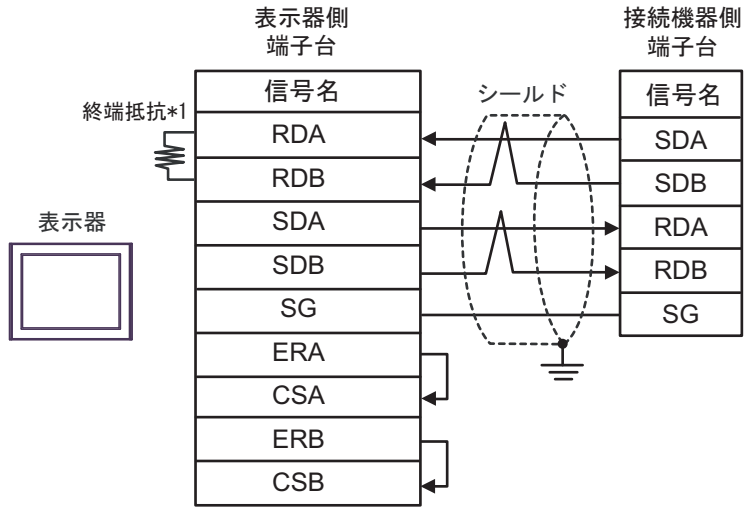 表示器側
端子台
接続機器側
端子台
終端抵抗*1
シールド
表示器
信号名
RDA
RDB
SDA
SDB
SG
ERA
CSA
ERB
CSB
信号名
SDA
SDB
RDA
RDB
SG